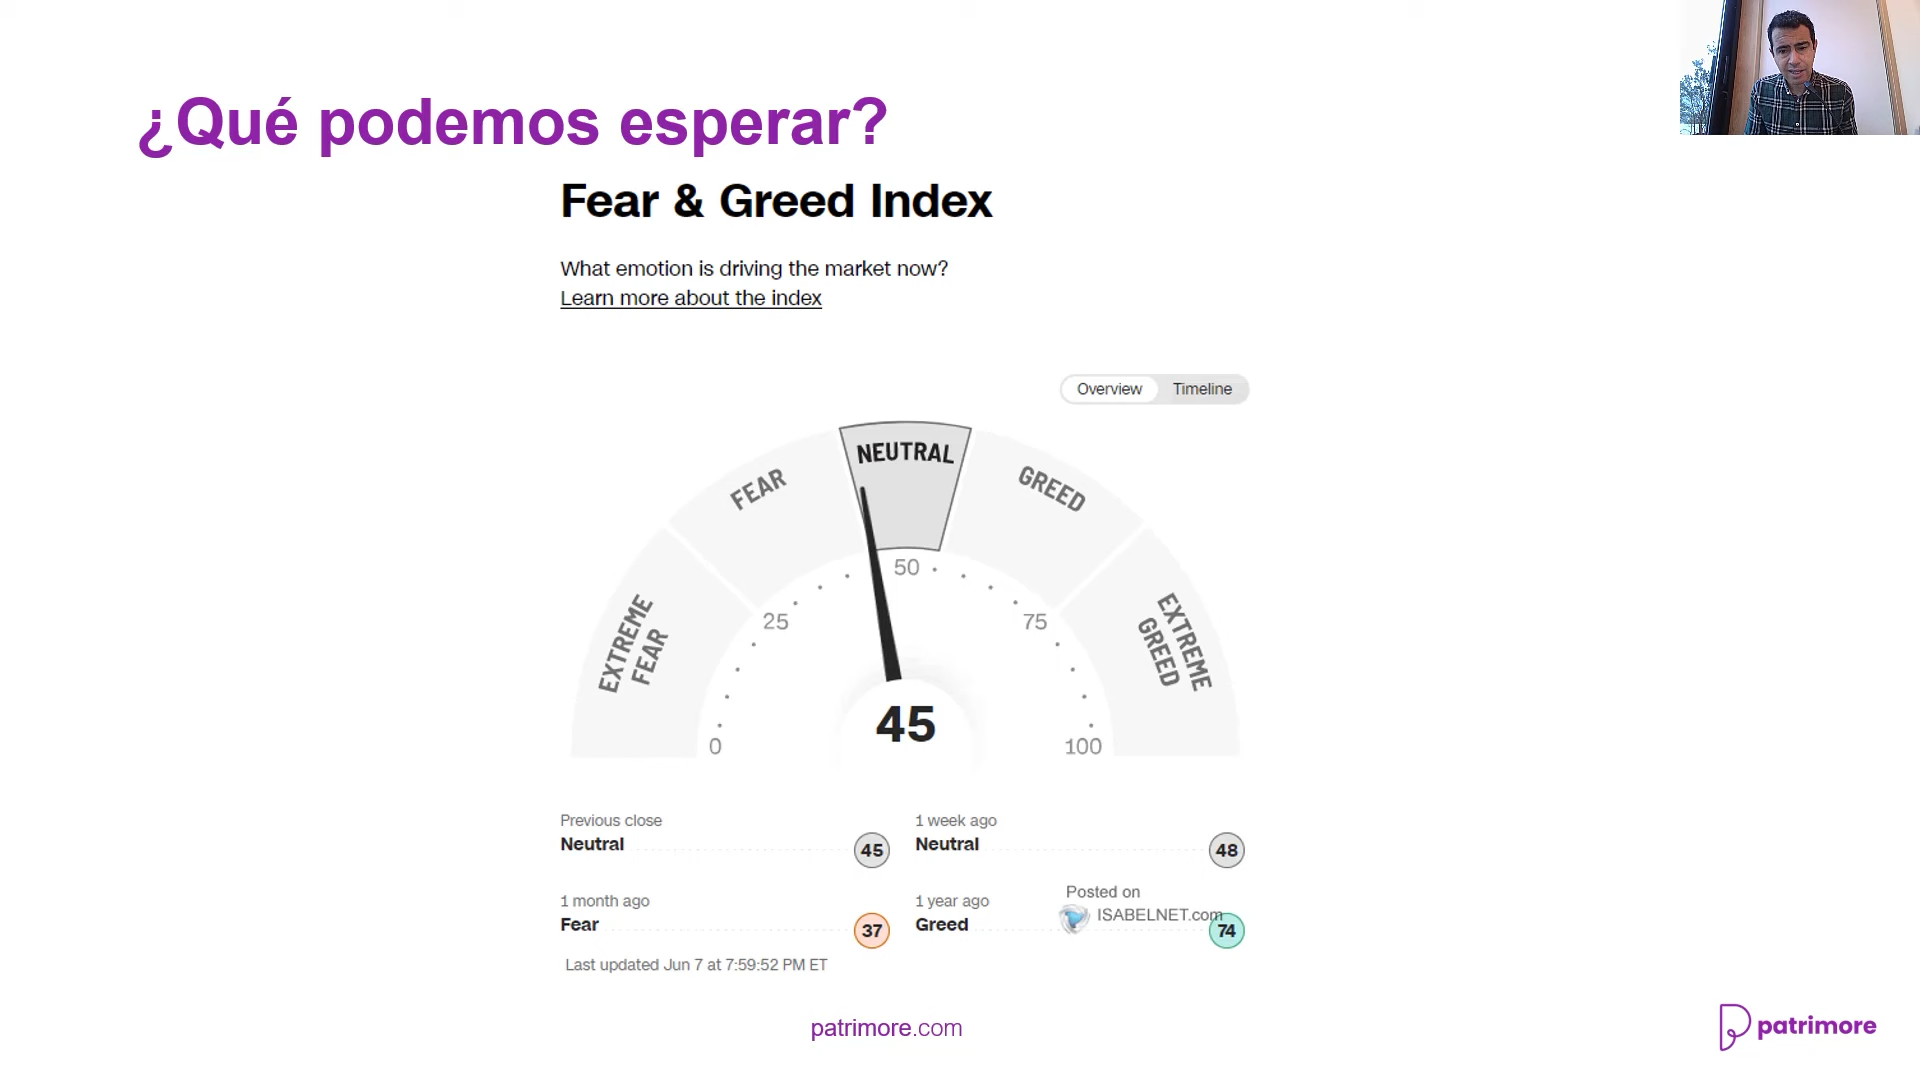 ¿Qué podemos esperar?
Fear & Greed Index
What emotion is driving the market now?
Learn more about the index
Overview Timeline
NEUTRAL
FEAR
GREED
EXTREME
FEAR
EXTREME
GREED
50
25
75
0
100
45
Previous close
Neutral 45
1 week ago
Neutral 48
1 month ago
Fear 37
1 year ago
Greed 74
Posted on
ISABELNET.com
Last updated Jun 7 at 7:59:52 PM ET
patrimore.com
patrimore